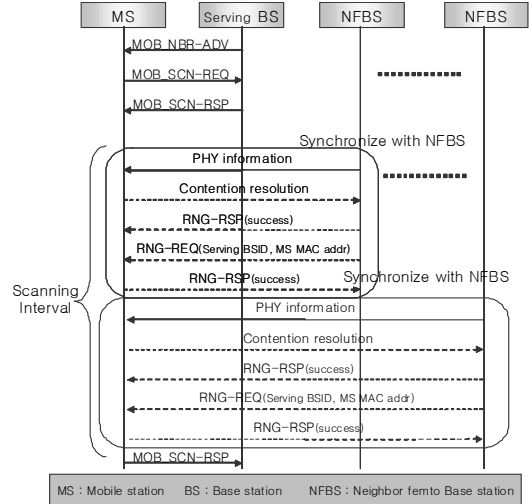 MS Serving BS NFBS NFBS
MOB_NBR-ADV
MOB_SCN-REQ
MOB_SCN-RSP
Synchronize with NFBS
PHY information
Contention resolution
RNG-RSP(success)
RNG-REQ(Serving BSID, MS MAC addr)
RNG-RSP(success)
Synchronize with NFBS
Scanning
Interval
PHY information
Contention resolution
RNG-RSP(success)
RNG-REQ(Serving BSID, MS MAC addr)
RNG-RSP(success)
MOB_SCN-RSP
MS : Mobile station BS : Base station NFBS : Neighbor femto Base station